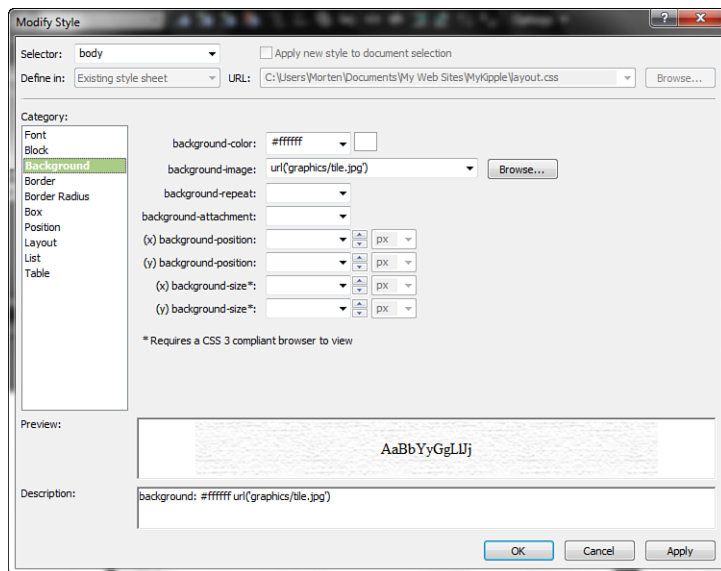 Modify Style
Selector: body Apply new style to document selection
Define in: Existing style sheet URL: C:\Users\Morten\Documents\My Web Sites\MyKipple\layout.css Browse...
Category:
Font
Block
Background
Border
Border Radius
Box
Position
Layout
List
Table
background-color: #ffffff
background-image: url('graphics/tile.jpg') Browse...
background-repeat:
background-attachment:
(x) background-position: px
(y) background-position: px
(x) background-size*: px
(y) background-size*: px
* Requires a CSS 3 compliant browser to view
Preview:
AaBbYyGgLlJj
Description:
background: #ffffff url('graphics/tile.jpg')
OK Cancel Apply